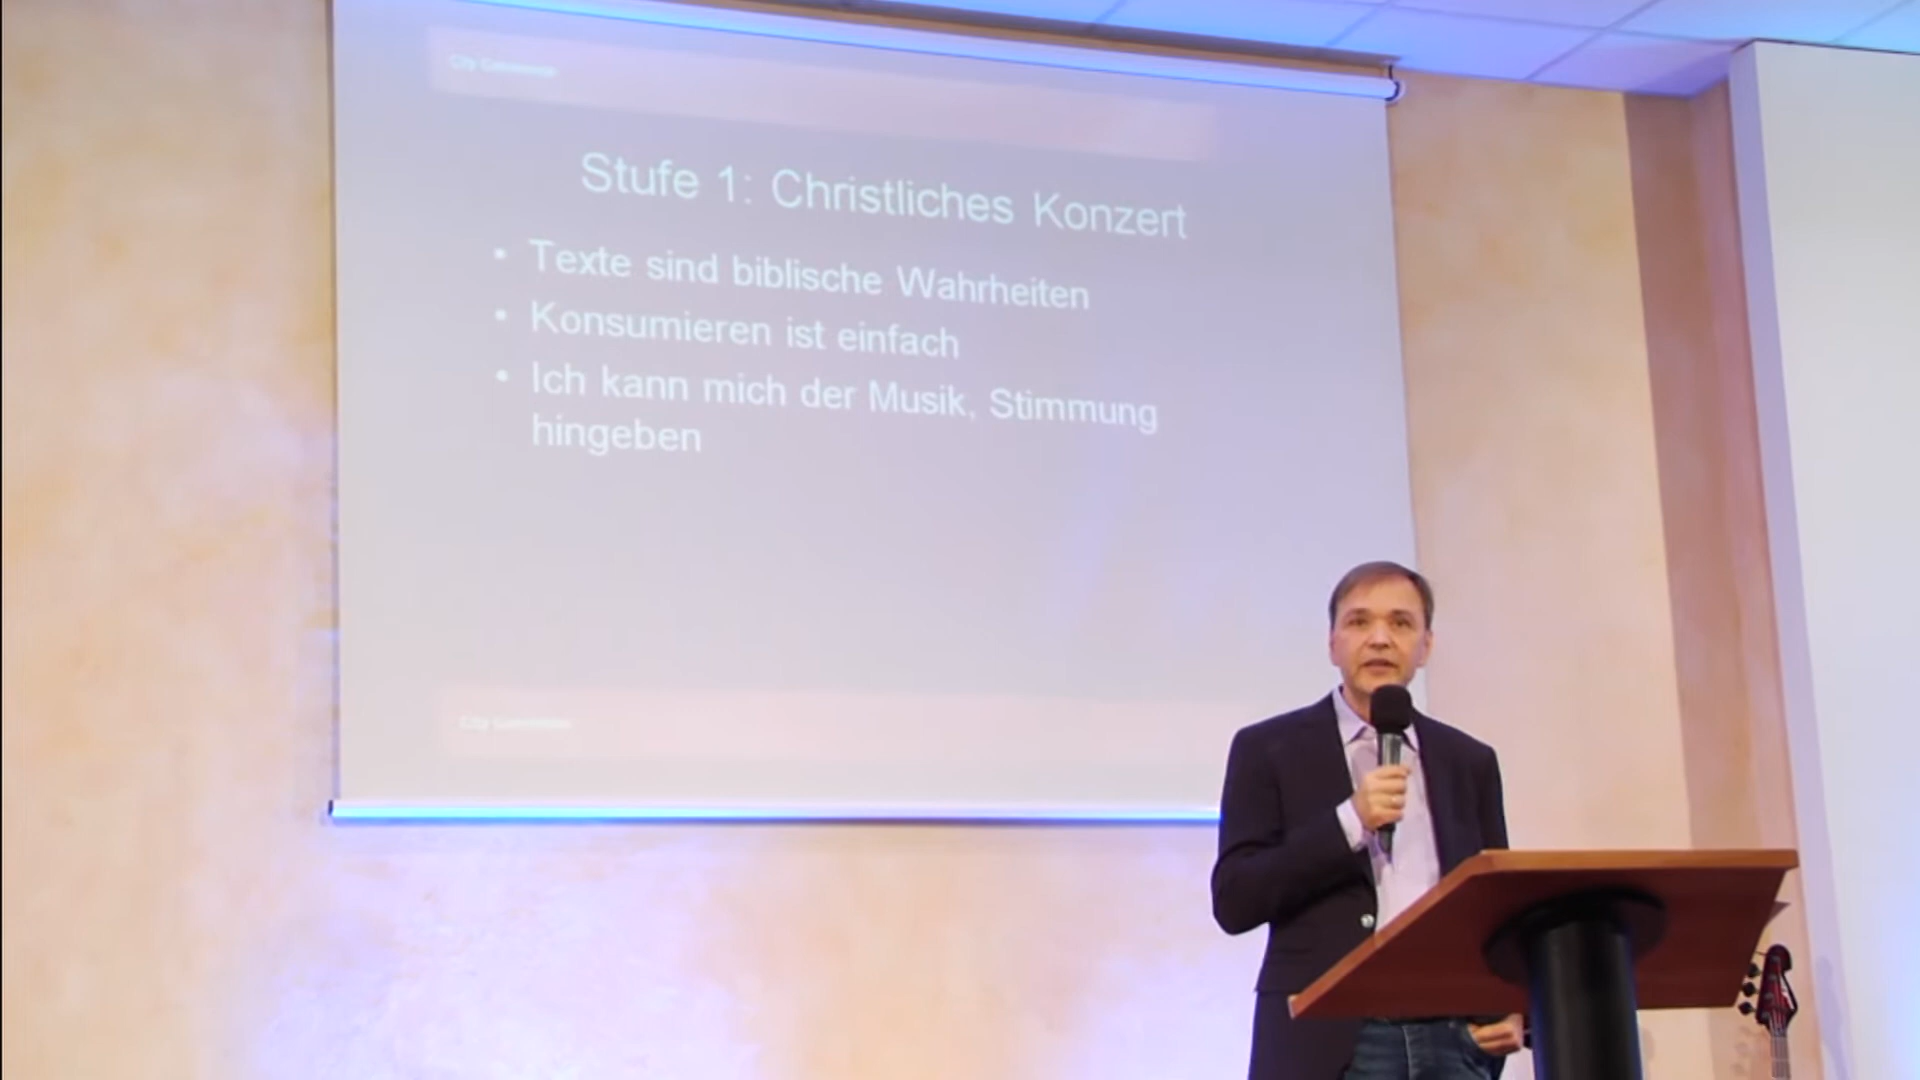 Stufe 1: Christliches Konzert
• Texte sind biblische Wahrheiten
• Konsumieren ist einfach
• Ich kann mich der Musik, Stimmung
hingeben